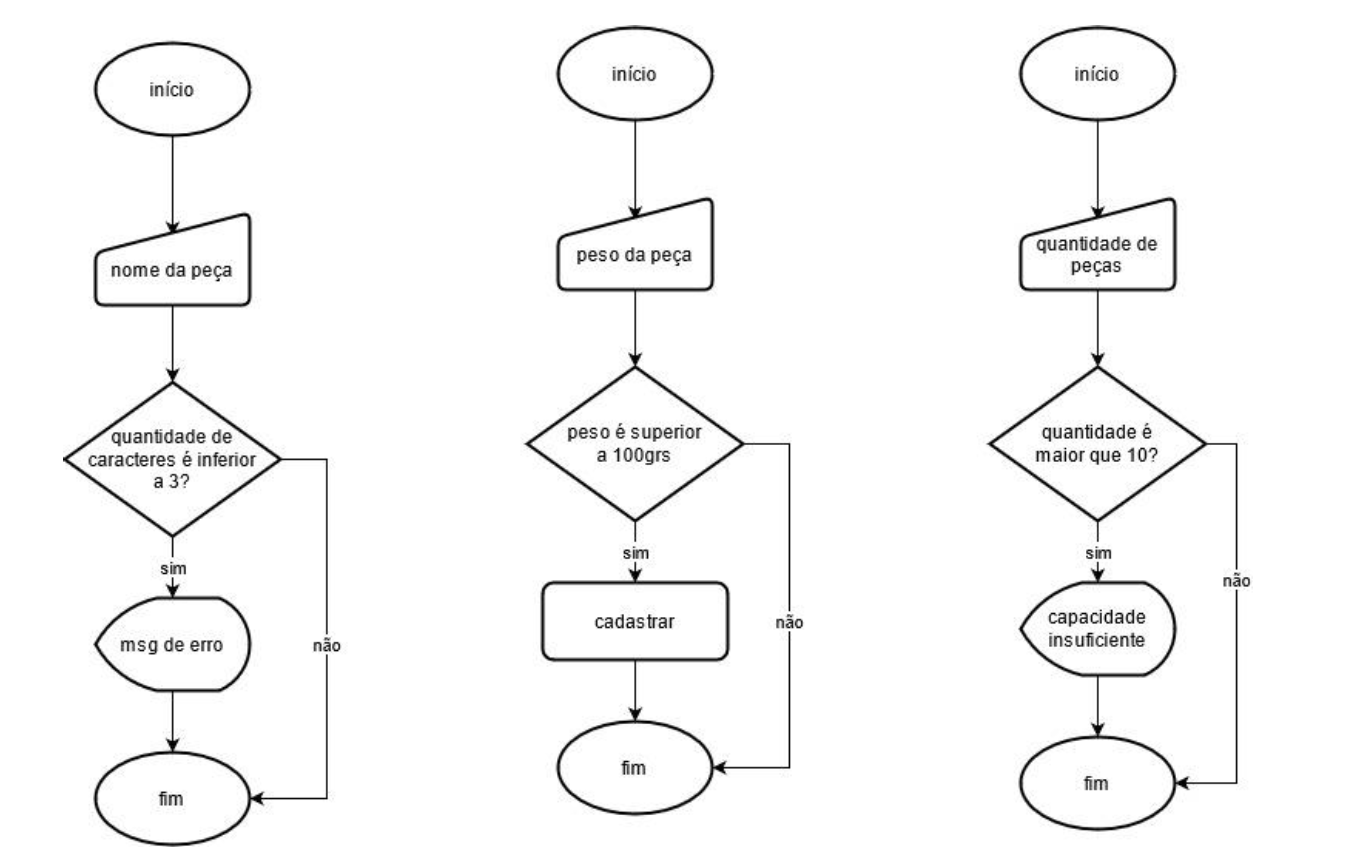 início
nome da peça
quantidade de
caracteres é inferior
a 3?
sim
não
msg de erro
fim
início
peso da peça
peso é superior
a 100grs
sim
não
cadastrar
fim
início
quantidade de
peças
quantidade é
maior que 10?
sim
não
capacidade
insuficiente
fim